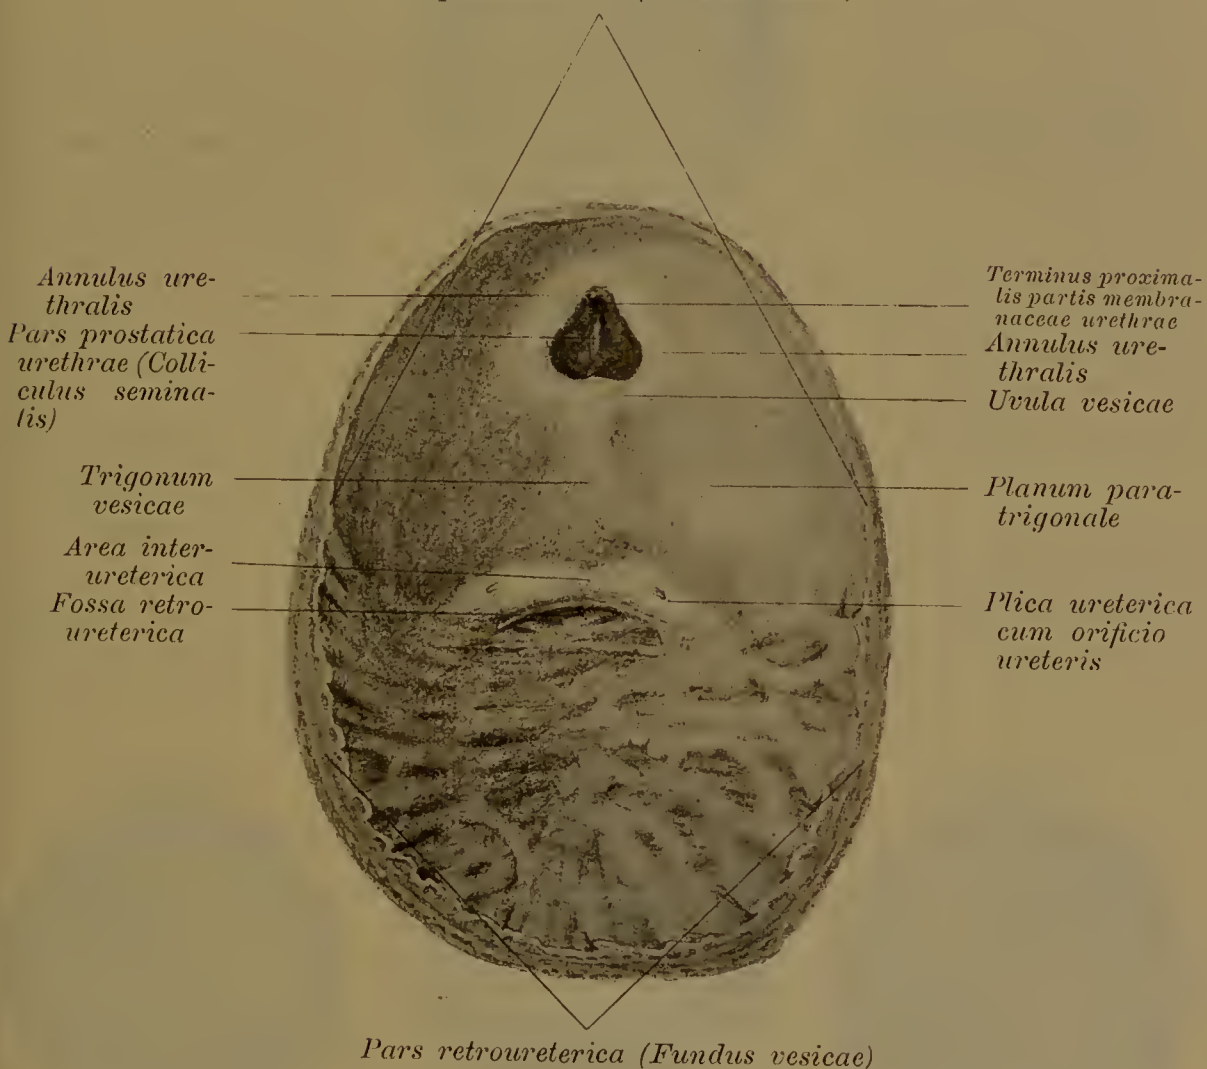 Annulus ure-
thralis
Pars prostatica
urethrae (Colli-
culus semina-
lis)
Trigonum
vesicae
Area inter-
ureterica
Fossa retro-
ureterica
Terminus proxima-
lis partis membra-
naceae urethrae
Annulus ure-
thralis
Uvula vesicae
Planum para-
trigonale
Plica ureterica
cum orificio
ureteris
Pars retroureterica (Fundus vesicae)